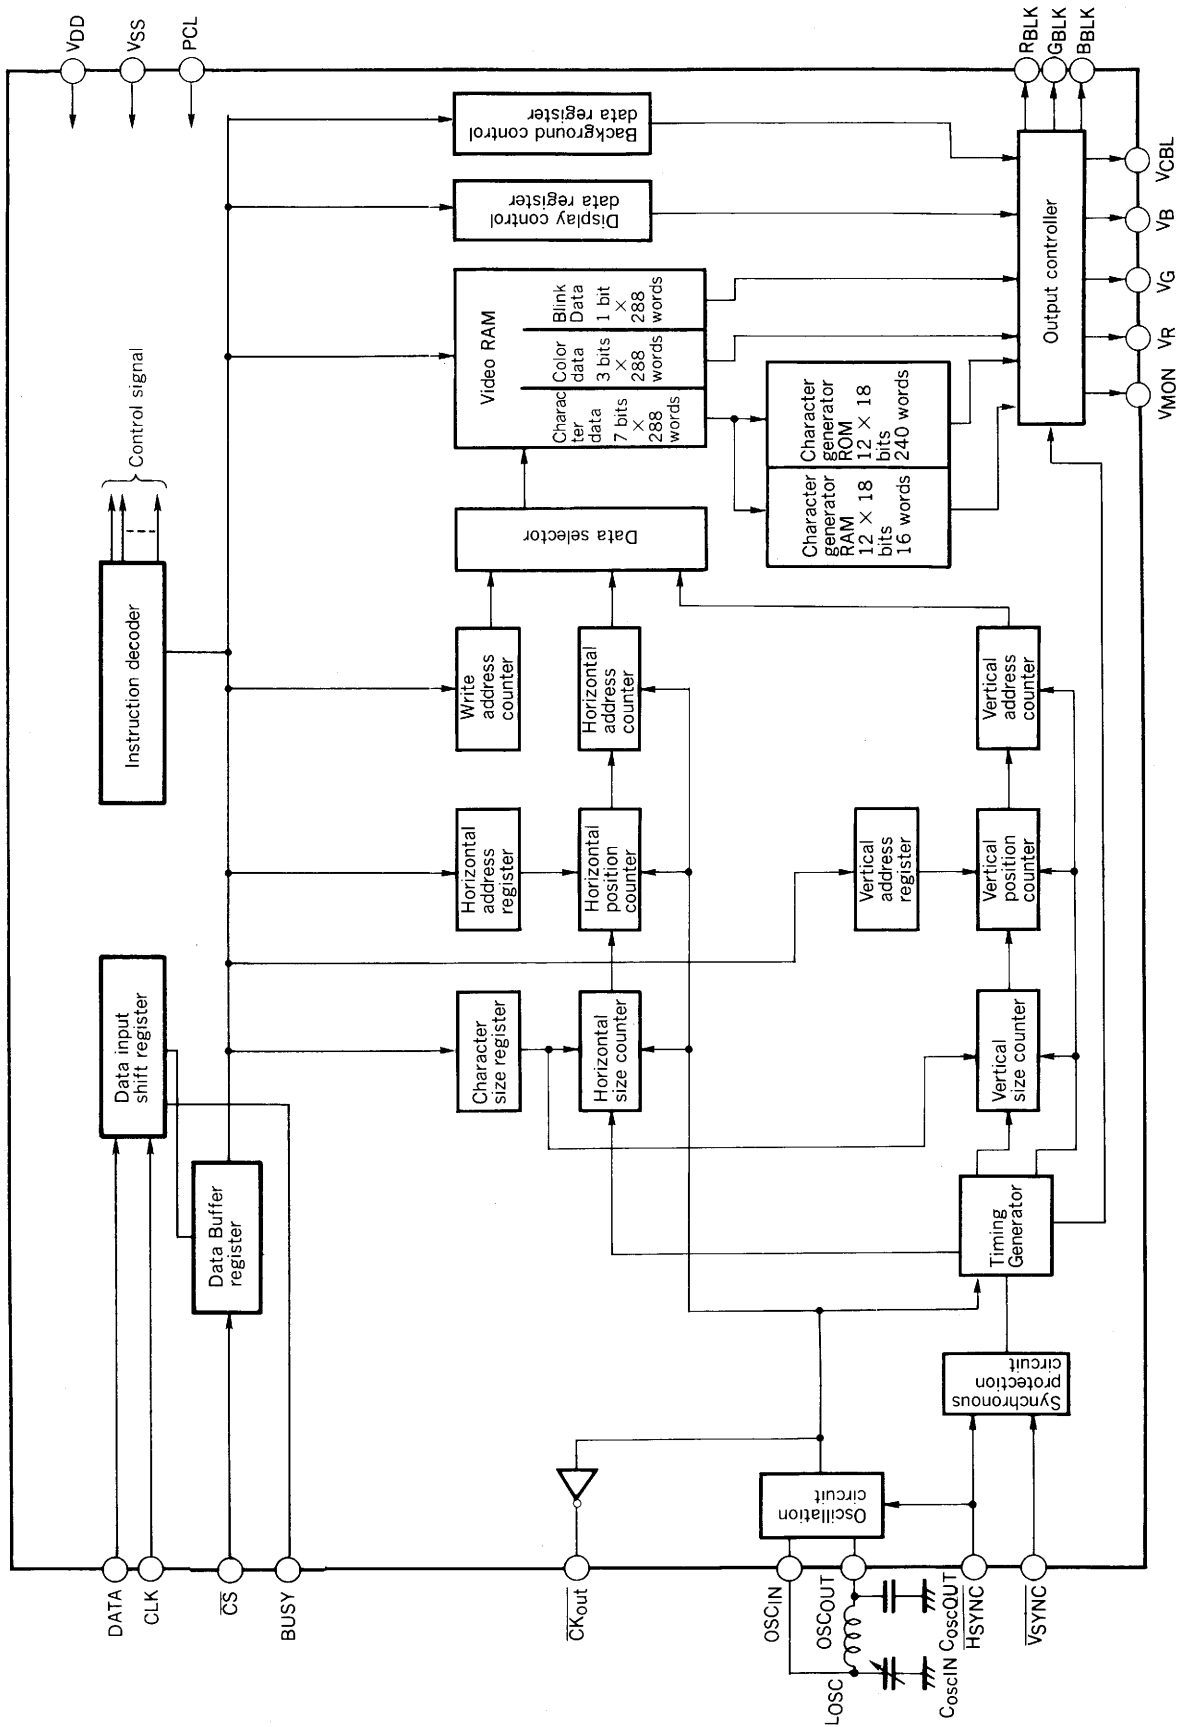 DATA
CLK
CS
BUSY
CKout
OSCIN
OSCOUT
LOSC
CoscIN
CoscOUT
HSYNC
VSYNC
Data input
shift register
Data Buffer
register
Instruction decoder
Control signal
VDD
VSS
PCL
Character
size register
Horizontal
size counter
Horizontal
address
register
Horizontal
position
counter
Write
address
counter
Horizontal
address
counter
Data selector
Video RAM
Charac
ter
data
7 bits
×
288
words
Color
data
3 bits
×
288
words
Blink
Data
1 bit
×
288
words
Display control
data register
Background control
data register
Character
generator
RAM
12 × 18
bits
16 words
Character
generator
ROM
12 × 18
bits
240 words
Oscillation
circuit
Synchronous
protection
circuit
Timing
Generator
Vertical
size counter
Vertical
address
register
Vertical
position
counter
Vertical
address
counter
Output controller
RBLK
GBLK
BBLK
VCBL
VB
VG
VR
VMON